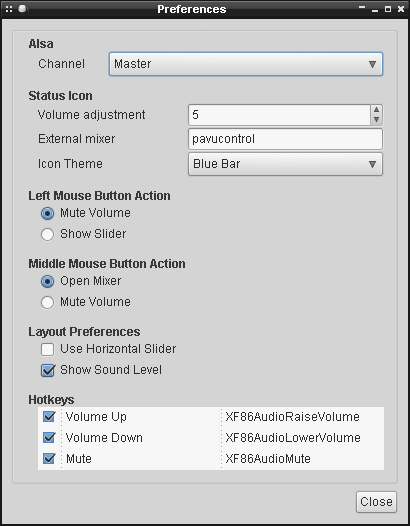 Preferences
Alsa
Channel Master
Status Icon
Volume adjustment 5
External mixer pavucontrol
Icon Theme Blue Bar
Left Mouse Button Action
Mute Volume
Show Slider
Middle Mouse Button Action
Open Mixer
Mute Volume
Layout Preferences
Use Horizontal Slider
Show Sound Level
Hotkeys
Volume Up XF86AudioRaiseVolume
Volume Down XF86AudioLowerVolume
Mute XF86AudioMute
Close